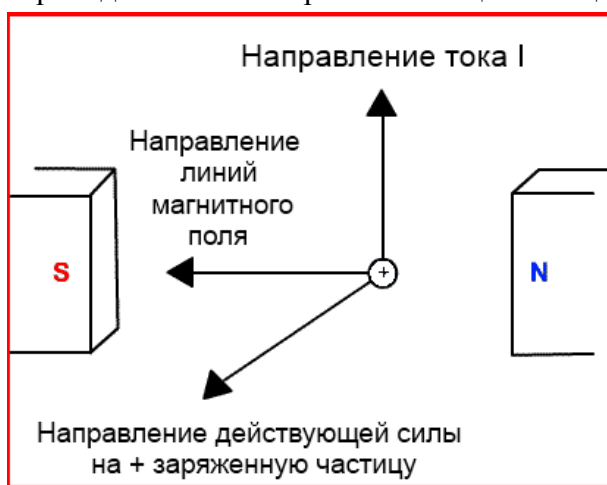 Направление тока I
Направление
линий
магнитного
поля
S
+
N
Направление действующей силы
на + заряженную частицу